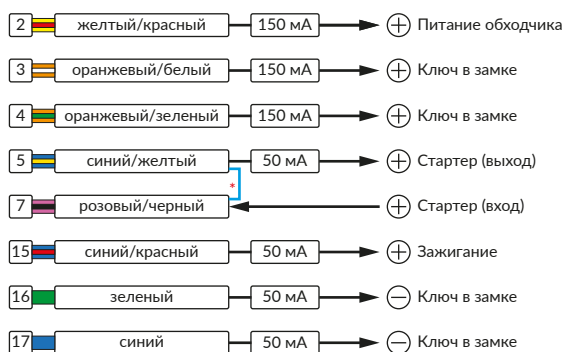 2 желтый/красный 150 мА + Питание обходчика
3 оранжевый/белый 150 мА + Ключ в замке
4 оранжевый/зеленый 150 мА + Ключ в замке
5 синий/желтый 50 мА + Стартер (выход)
*
7 розовый/черный + Стартер (вход)
15 синий/красный 50 мА + Зажигание
16 зеленый 50 мА − Ключ в замке
17 синий 50 мА − Ключ в замке